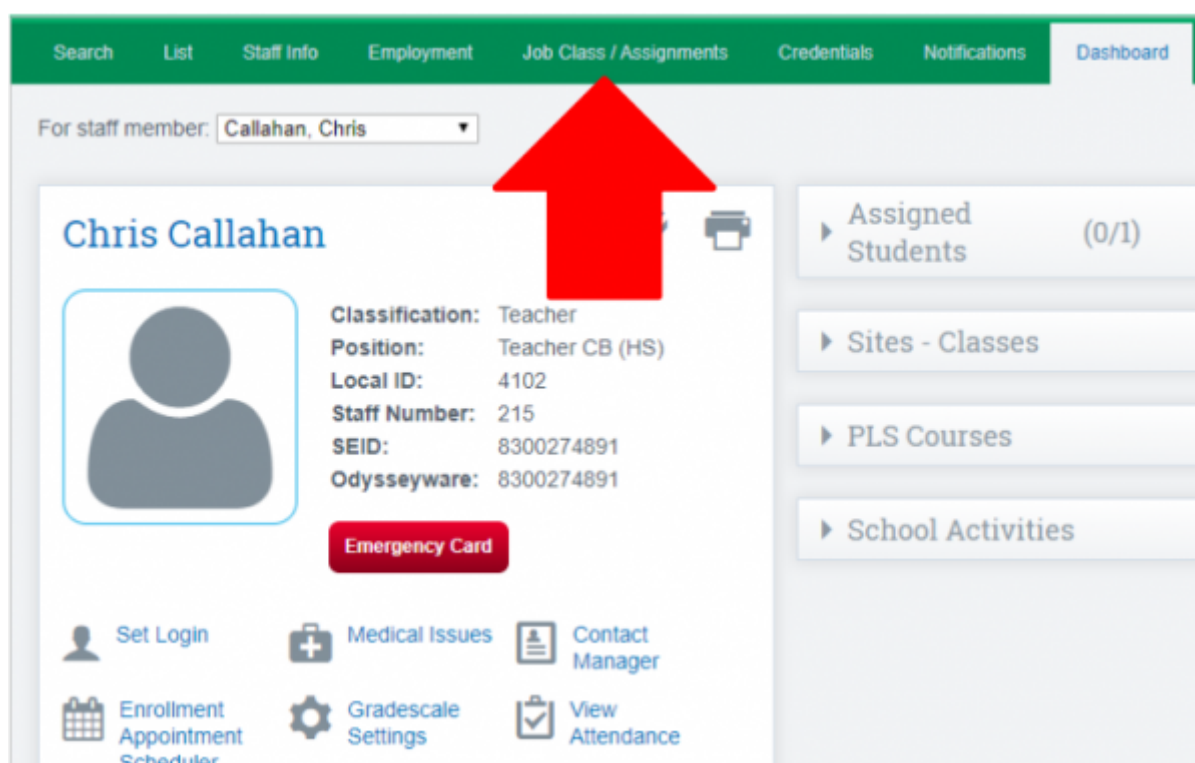 Search List Staff Info Employment Job Class / Assignments Credentials Notifications Dashboard
For staff member: Callahan, Chris
Chris Callahan
Classification: Teacher
Position: Teacher CB (HS)
Local ID: 4102
Staff Number: 215
SEID: 8300274891
Odysseyware: 8300274891
Emergency Card
Set Login
Medical Issues
Contact
Manager
Enrollment
Appointment
Scheduler
Gradescale
Settings
View
Attendance
Assigned
Students (0/1)
Sites - Classes
PLS Courses
School Activities